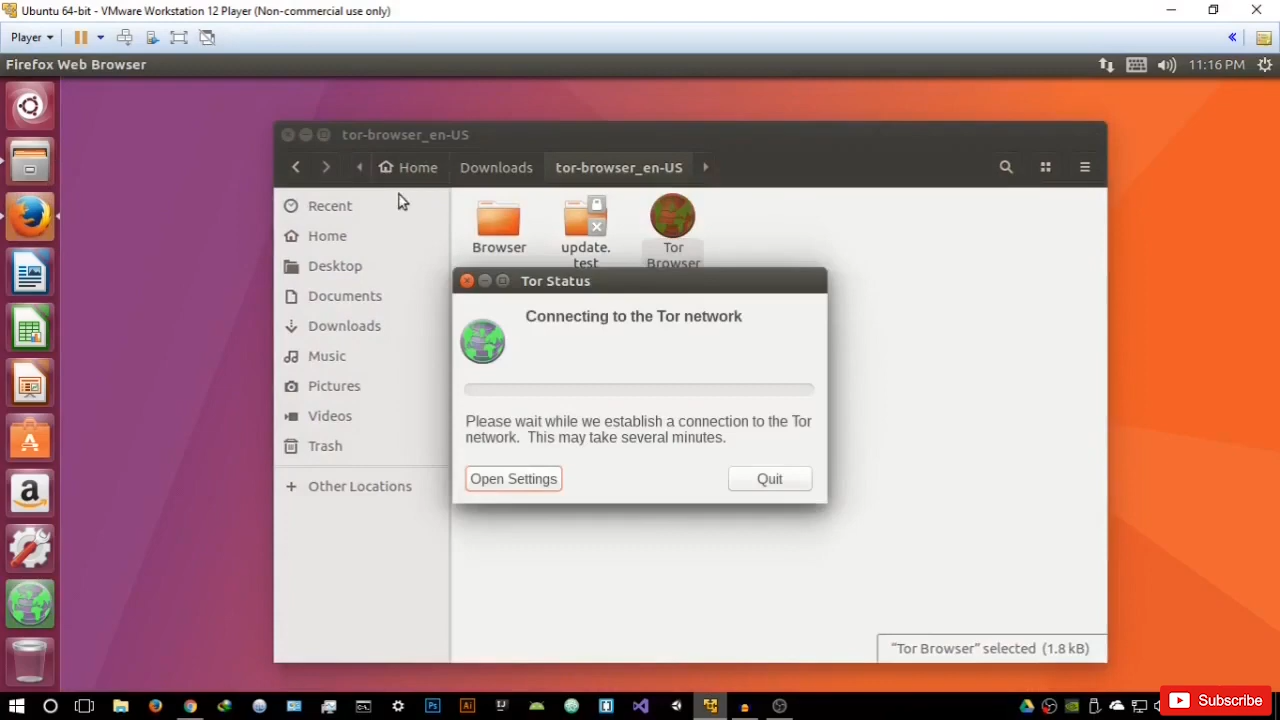 Ubuntu 64-bit - VMware Workstation 12 Player (Non-commercial use only)
Player
Firefox Web Browser
11:16 PM
tor-browser_en-US
Home
Downloads
tor-browser_en-US
Recent
Home
Desktop
Documents
Downloads
Music
Pictures
Videos
Trash
Other Locations
Browser
update.
test
Tor
Browser
Tor Status
Connecting to the Tor network
Please wait while we establish a connection to the Tor
network. This may take several minutes.
Open Settings
Quit
"Tor Browser" selected (1.8 kB)
Subscribe